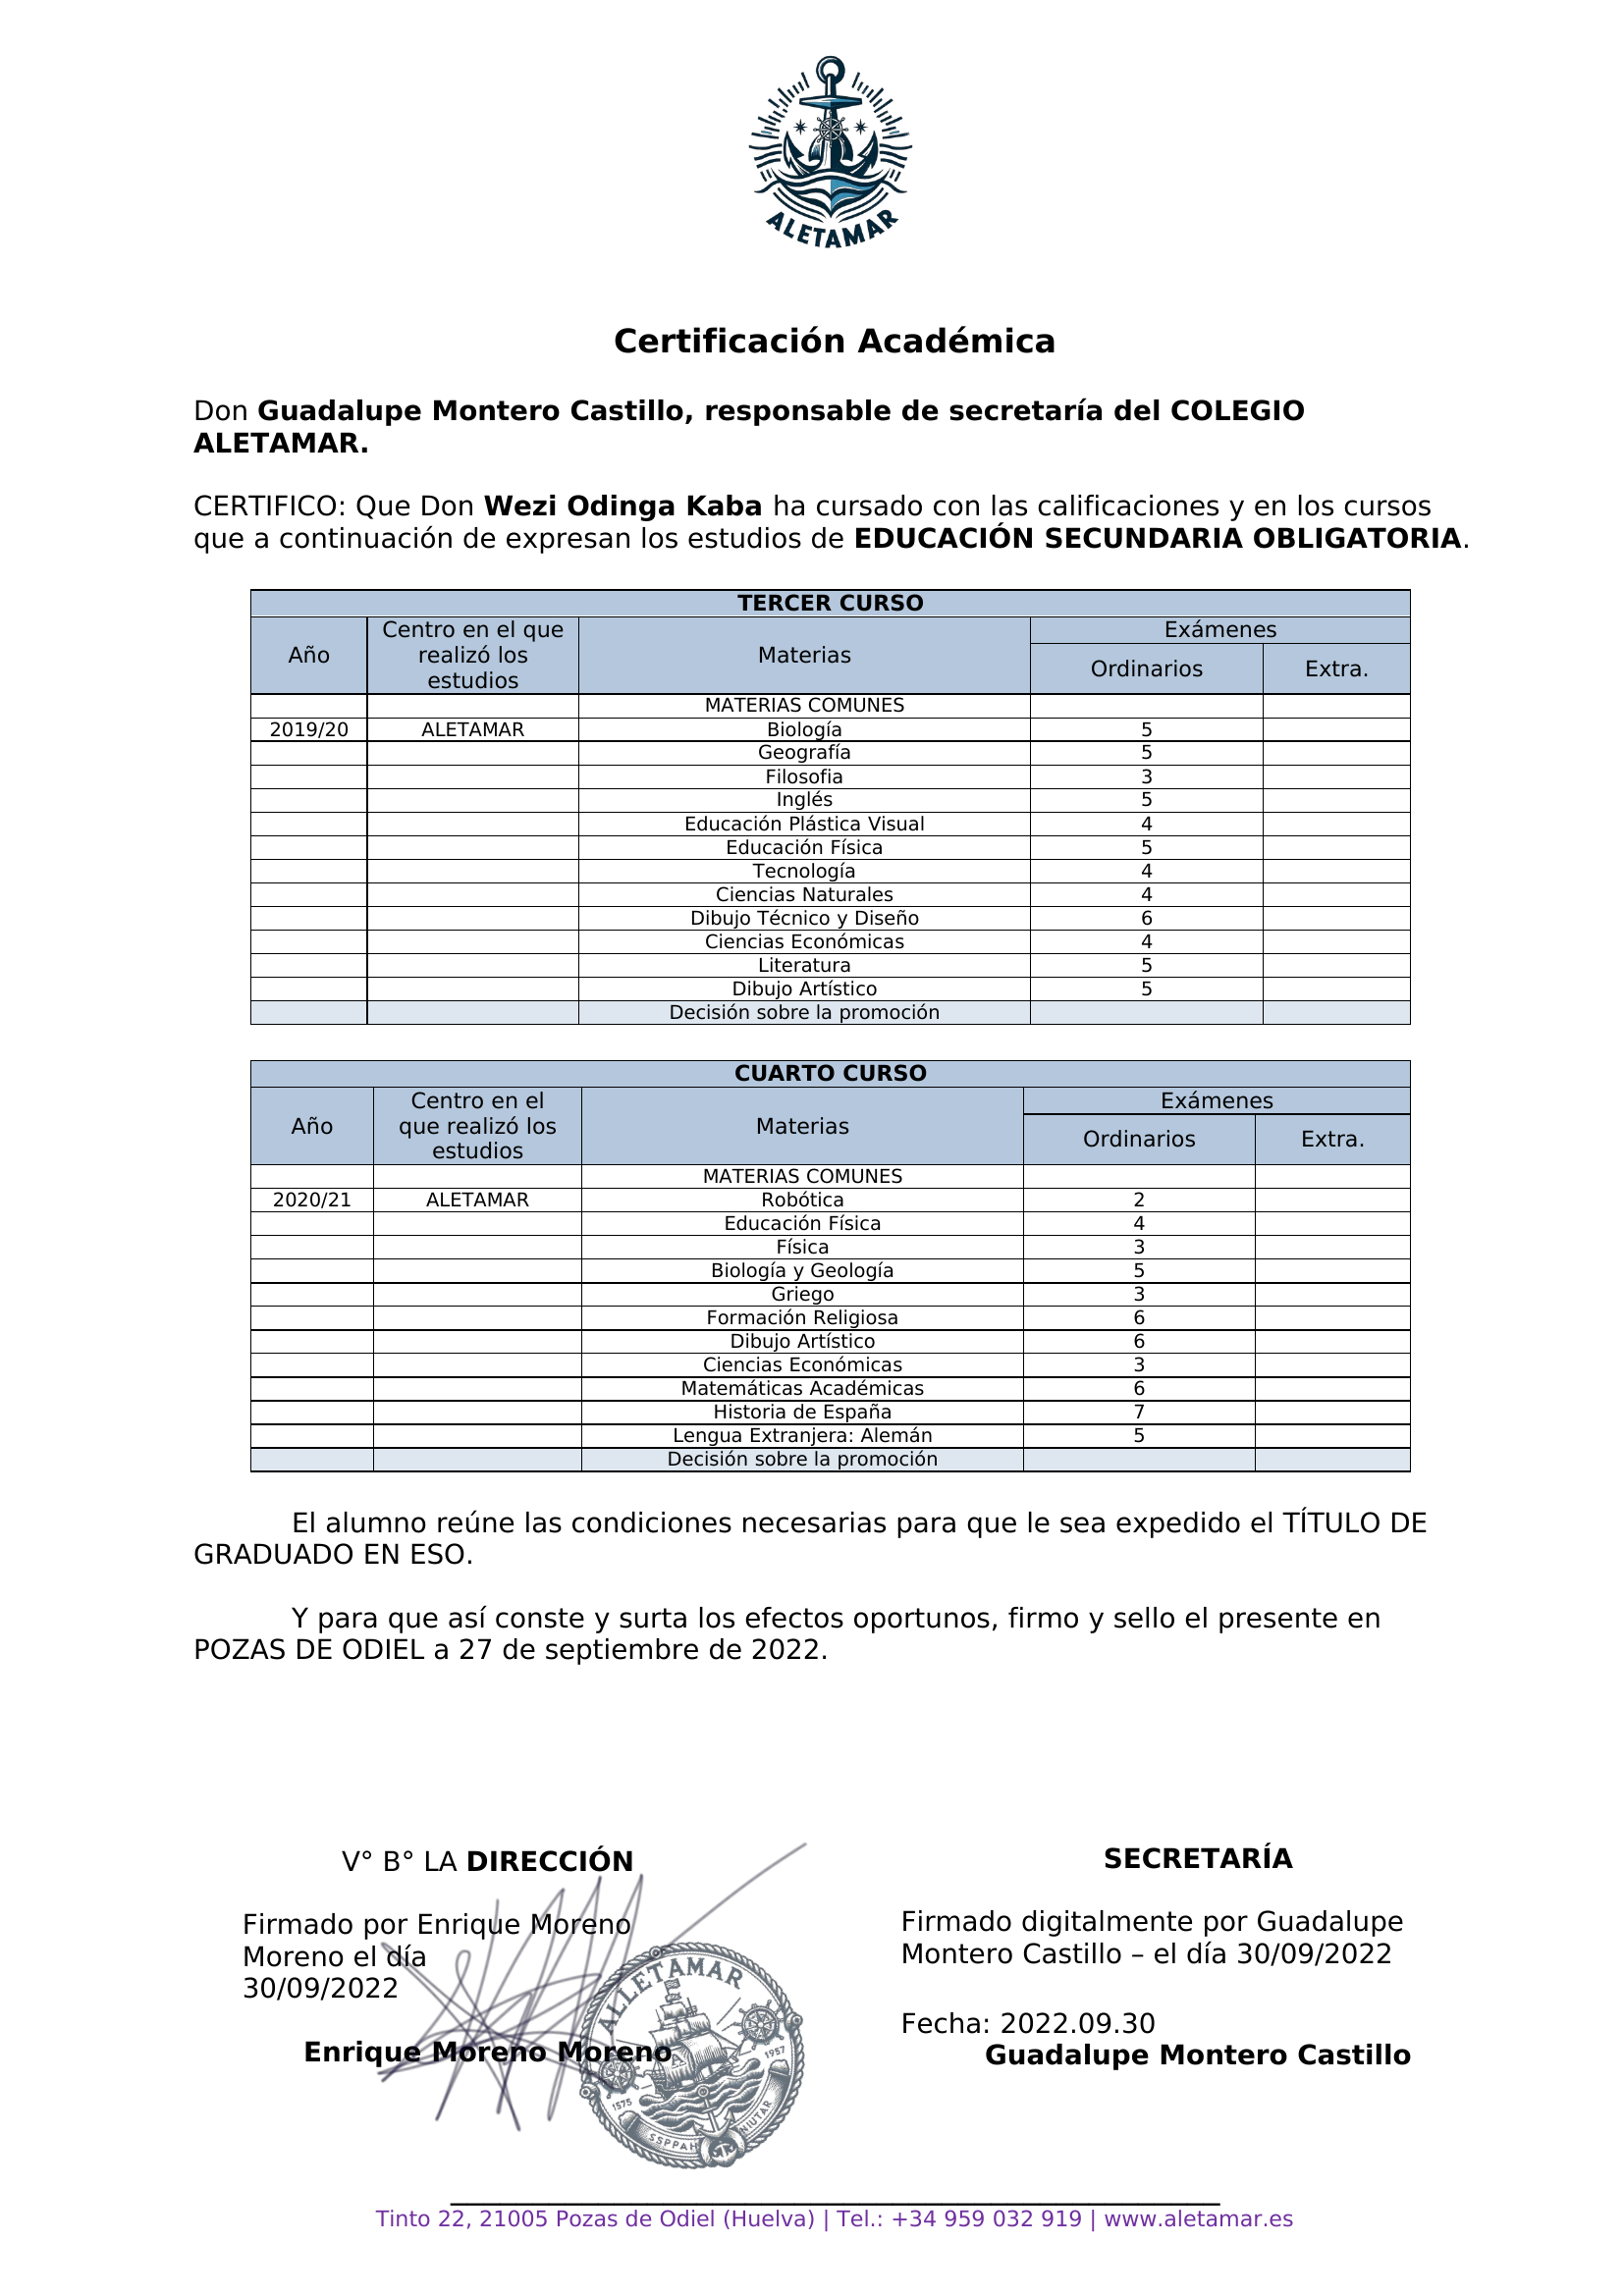 ALETAMAR
Certificación Académica
Don Guadalupe Montero Castillo, responsable de secretaría del COLEGIO
ALETAMAR.
CERTIFICO: Que Don Wezi Odinga Kaba ha cursado con las calificaciones y en los cursos
que a continuación de expresan los estudios de EDUCACIÓN SECUNDARIA OBLIGATORIA.
TERCER CURSO
Año
Centro en el que
realizó los
estudios
Materias
Exámenes
Ordinarios Extra.
MATERIAS COMUNES
2019/20 ALETAMAR Biología 5
Geografía 5
Filosofia 3
Inglés 5
Educación Plástica Visual 4
Educación Física 5
Tecnología 4
Ciencias Naturales 4
Dibujo Técnico y Diseño 6
Ciencias Económicas 4
Literatura 5
Dibujo Artístico 5
Decisión sobre la promoción
CUARTO CURSO
Año
Centro en el
que realizó los
estudios
Materias
Exámenes
Ordinarios Extra.
MATERIAS COMUNES
2020/21 ALETAMAR Robótica 2
Educación Física 4
Física 3
Biología y Geología 5
Griego 3
Formación Religiosa 6
Dibujo Artístico 6
Ciencias Económicas 3
Matemáticas Académicas 6
Historia de España 7
Lengua Extranjera: Alemán 5
Decisión sobre la promoción
El alumno reúne las condiciones necesarias para que le sea expedido el TÍTULO DE
GRADUADO EN ESO.
Y para que así conste y surta los efectos oportunos, firmo y sello el presente en
POZAS DE ODIEL a 27 de septiembre de 2022.
V° B° LA DIRECCIÓN
Firmado por Enrique Moreno
Moreno el día
30/09/2022
Enrique Moreno Moreno
ALLETAMAR
1575
1957
SSPPAH
NIUTAR
SECRETARÍA
Firmado digitalmente por Guadalupe
Montero Castillo – el día 30/09/2022
Fecha: 2022.09.30
Guadalupe Montero Castillo
Tinto 22, 21005 Pozas de Odiel (Huelva) | Tel.: +34 959 032 919 | www.aletamar.es